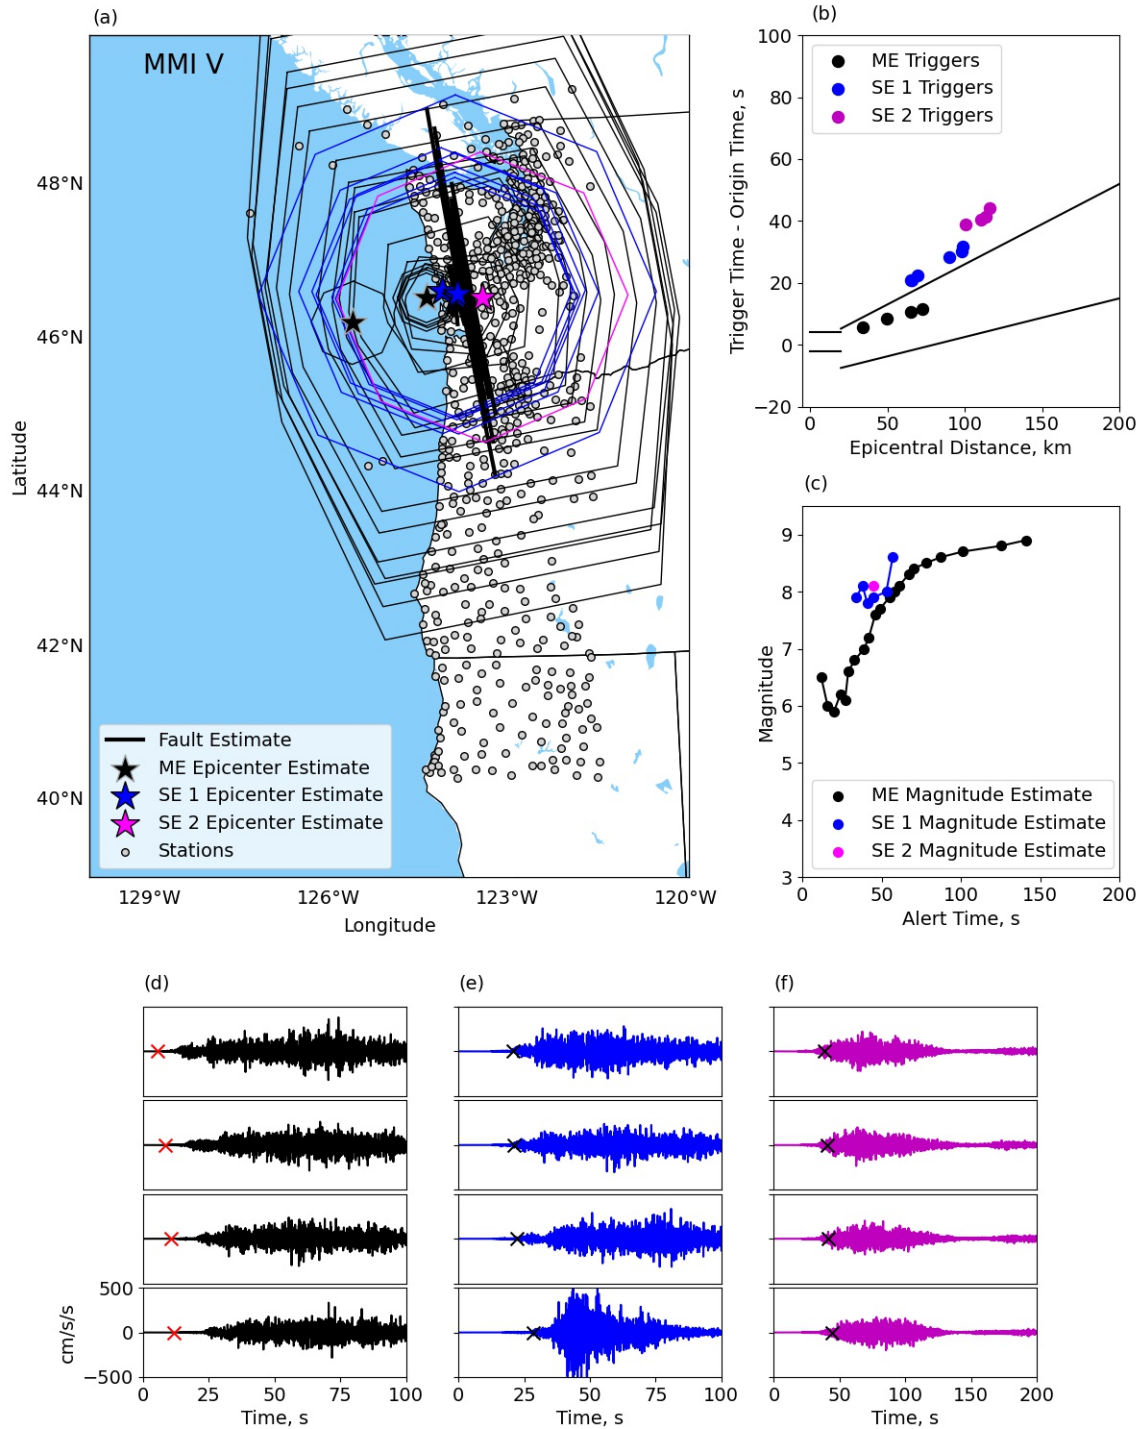 (a)
MMI V
48°N
46°N
44°N
42°N
40°N
Latitude
Fault Estimate
ME Epicenter Estimate
SE 1 Epicenter Estimate
SE 2 Epicenter Estimate
Stations
129°W 126°W 123°W 120°W
Longitude
(b)
100
80
60
40
20
0
−20
Trigger Time - Origin Time, s
ME Triggers
SE 1 Triggers
SE 2 Triggers
0 50 100 150 200
Epicentral Distance, km
(c)
9
8
7
6
5
4
3
Magnitude
ME Magnitude Estimate
SE 1 Magnitude Estimate
SE 2 Magnitude Estimate
0 50 100 150 200
Alert Time, s
(d)
500
0
−500
cm/s/s
0 25 50 75 100
Time, s
(e)
0 25 50 75 100
Time, s
(f)
0 50 100 150 200
Time, s